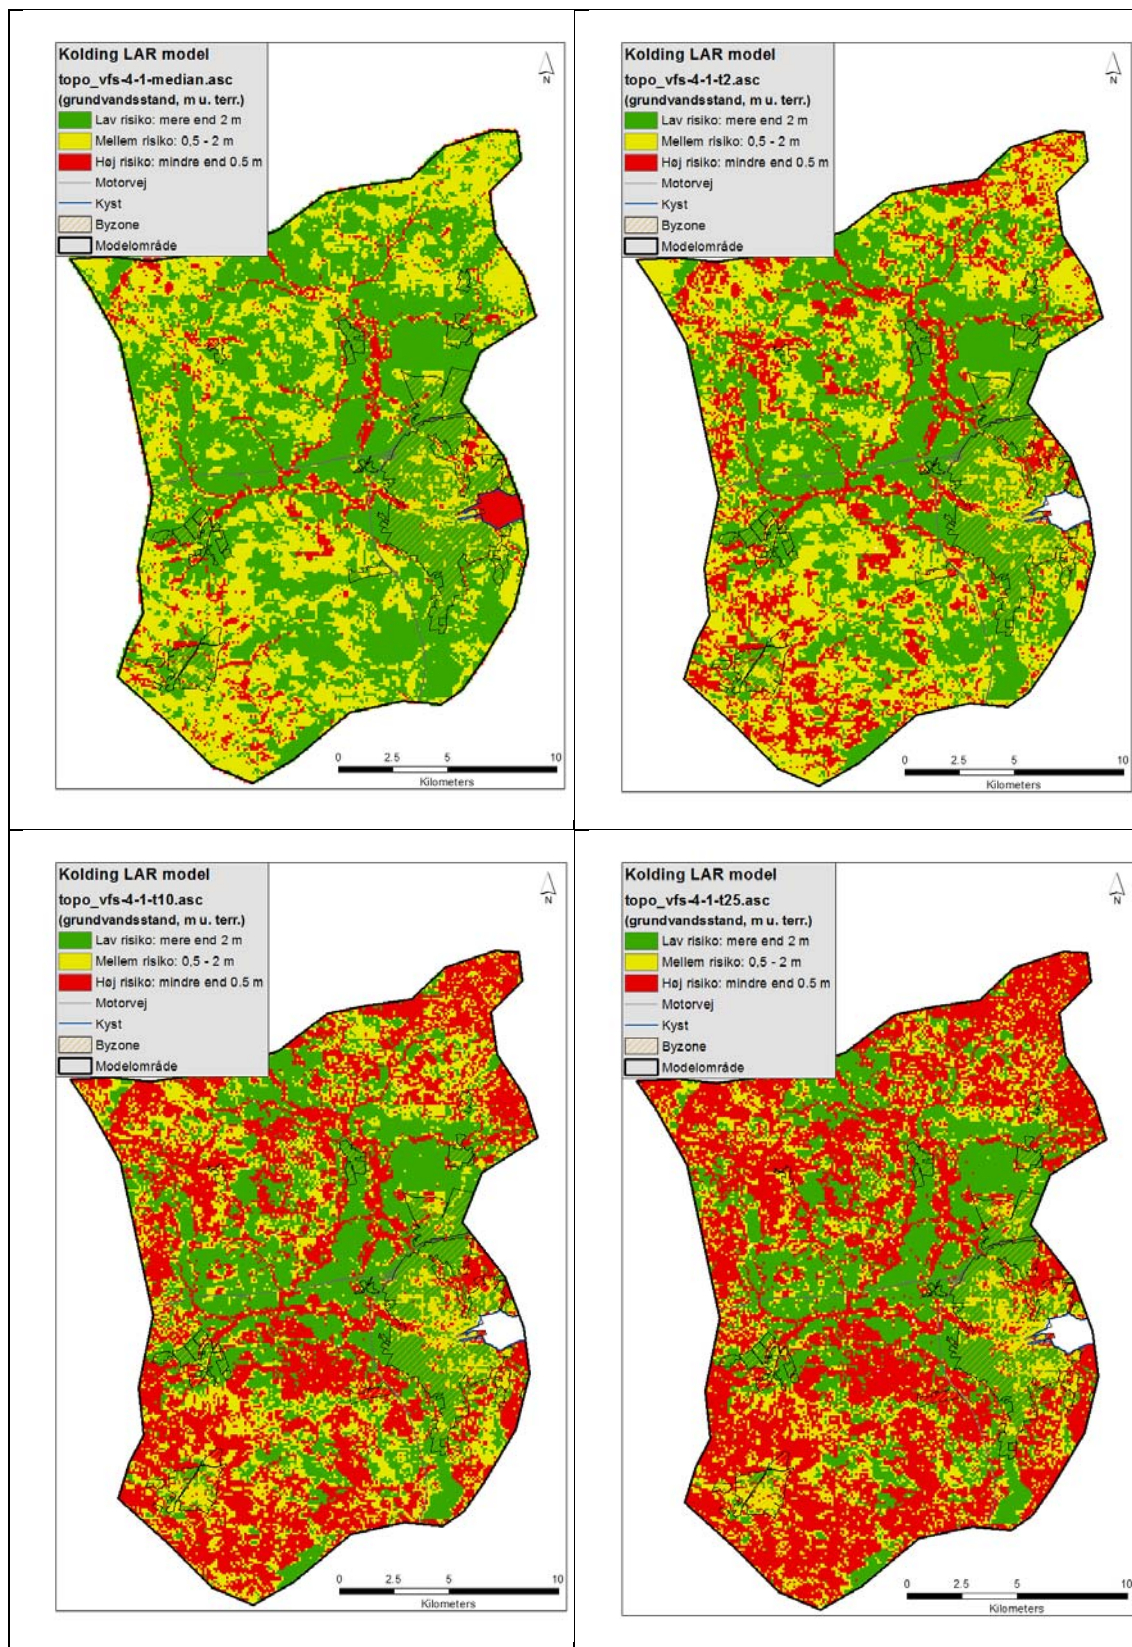 Kolding LAR model
topo_vfs-4-1-median.asc
(grundvandsstand, m u. terr.)
Lav risiko: mere end 2 m
Mellem risiko: 0,5 - 2 m
Høj risiko: mindre end 0.5 m
Motorvej
Kyst
Byzone
Modelområde
N
0 2.5 5 10
Kilometers
Kolding LAR model
topo_vfs-4-1-t2.asc
(grundvandsstand, m u. terr.)
Lav risiko: mere end 2 m
Mellem risiko: 0,5 - 2 m
Høj risiko: mindre end 0.5 m
Motorvej
Kyst
Byzone
Modelområde
N
0 2.5 5 10
Kilometers
Kolding LAR model
topo_vfs-4-1-t10.asc
(grundvandsstand, m u. terr.)
Lav risiko: mere end 2 m
Mellem risiko: 0,5 - 2 m
Høj risiko: mindre end 0.5 m
Motorvej
Kyst
Byzone
Modelområde
N
0 2.5 5 10
Kilometers
Kolding LAR model
topo_vfs-4-1-t25.asc
(grundvandsstand, m u. terr.)
Lav risiko: mere end 2 m
Mellem risiko: 0,5 - 2 m
Høj risiko: mindre end 0.5 m
Motorvej
Kyst
Byzone
Modelområde
N
0 2.5 5 10
Kilometers